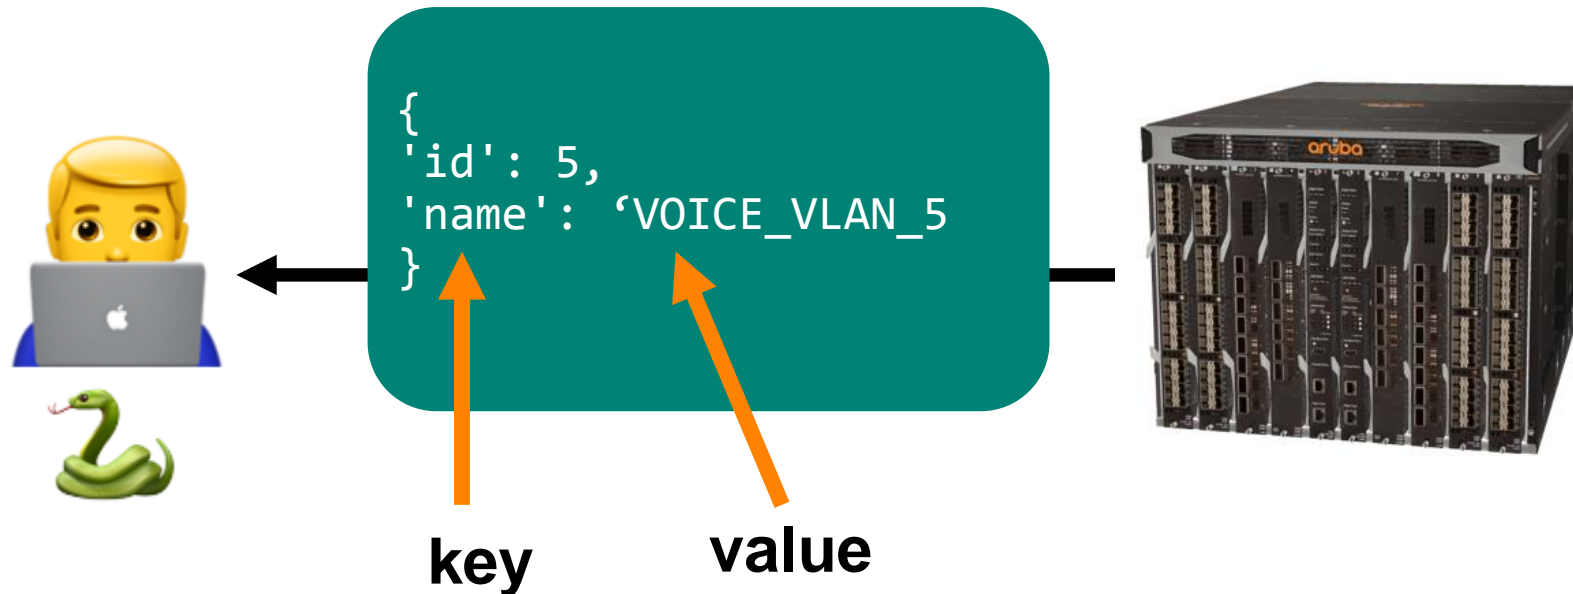 {
'id': 5,
'name': ‘VOICE_VLAN_5
}
aruba
key
value